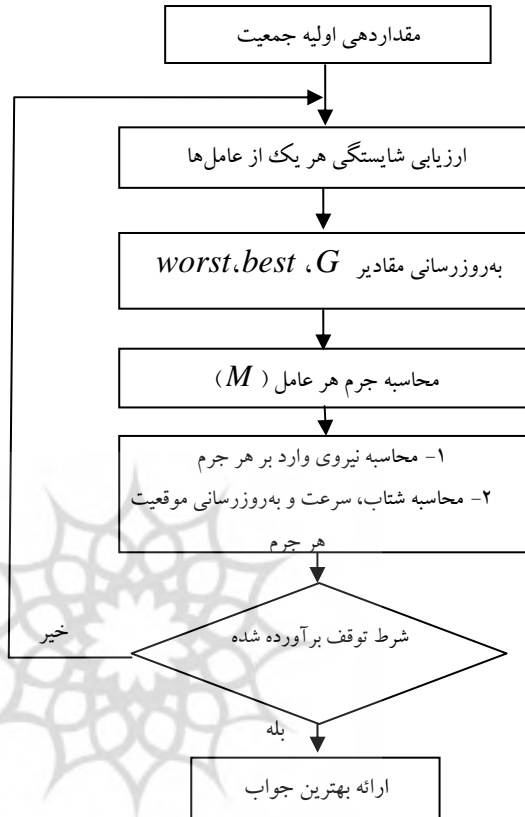 مقداردهی اولیه جمعیت
ارزیابی شایستگی هر یک از عامل‌ها
به‌روزرسانی مقادیر G، best، worst
محاسبه جرم هر عامل (M)
۱- محاسبه نیروی وارد بر هر جرم
۲- محاسبه شتاب، سرعت و به‌روزرسانی موقعیت
هر جرم
شرط توقف برآورده شده
خیر
بله
ارائه بهترین جواب